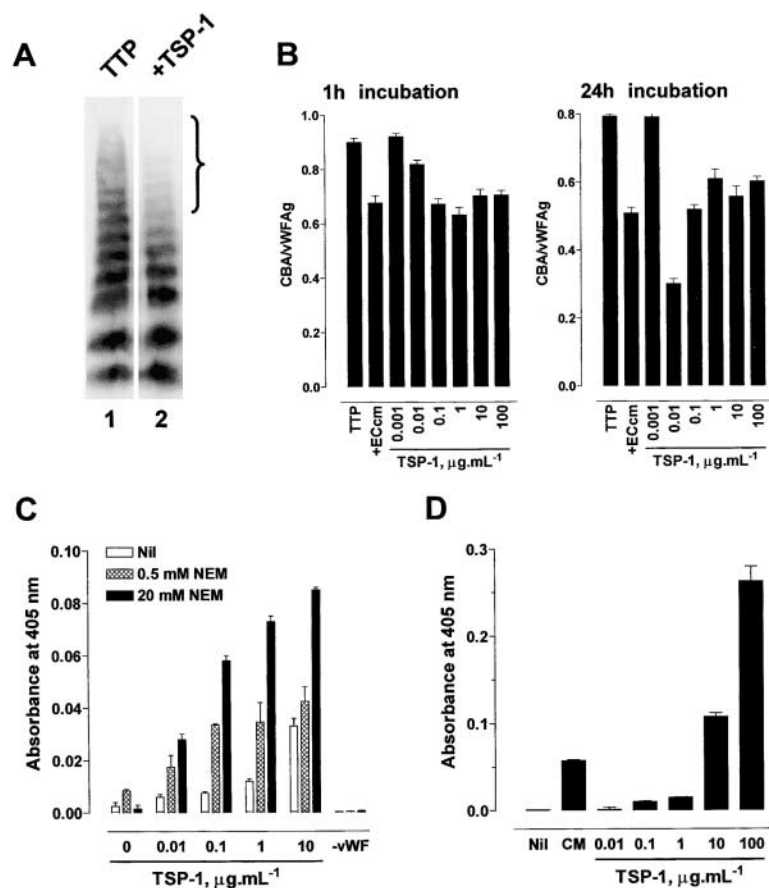 A
TTP
+TSP-1
1
2
B
1h incubation
CBA/vWFAg
1.0
0.8
0.6
0.4
0.2
0.0
TTP
+ECcm
0.001
0.01
0.1
1
10
100
TSP-1, μg.mL-1
24h incubation
CBA/vWFAg
0.8
0.6
0.4
0.2
0.0
TTP
+ECcm
0.001
0.01
0.1
1
10
100
TSP-1, μg.mL-1
C
Nil
0.5 mM NEM
20 mM NEM
Absorbance at 405 nm
0.10
0.08
0.06
0.04
0.02
0.00
0 0.01 0.1 1 10 -vWF
TSP-1, μg.mL-1
D
Absorbance at 405 nm
0.3
0.2
0.1
0.0
Nil CM 0.01 0.1 1 10 100
TSP-1, μg.mL-1